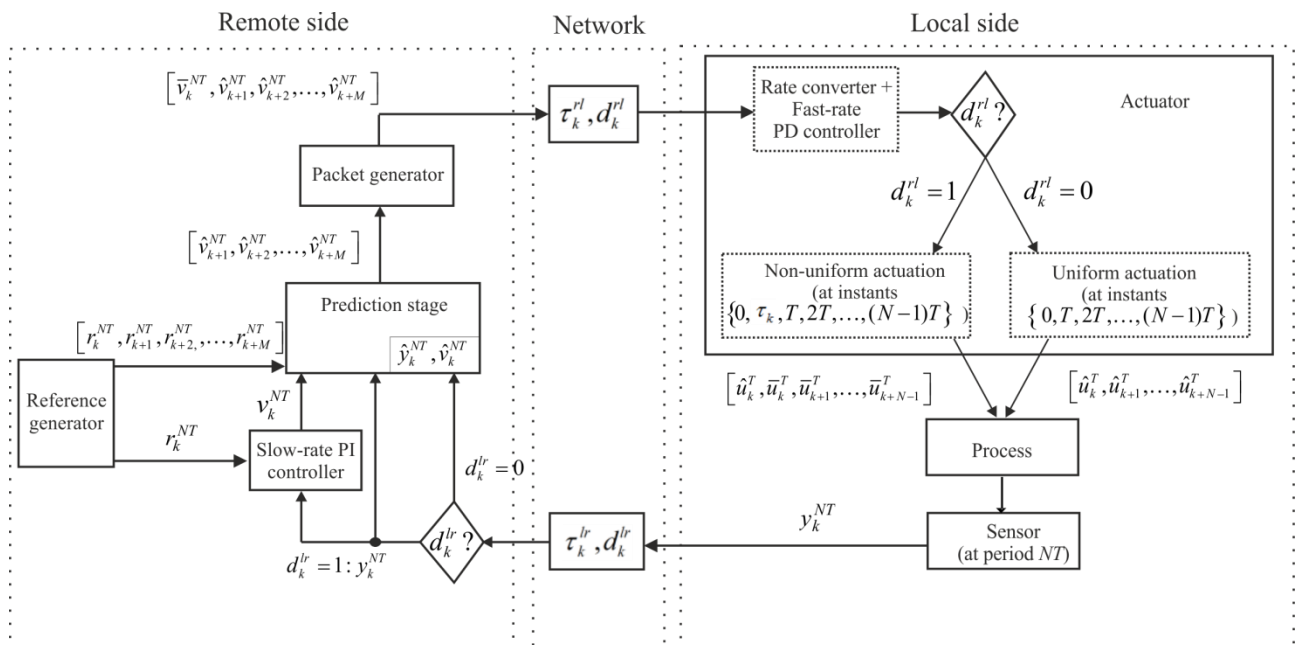 Remote side
Network
Local side
[v̄_k^{NT}, v̂_{k+1}^{NT}, v̂_{k+2}^{NT}, …, v̂_{k+M}^{NT}]
τ_k^{rl}, d_k^{rl}
Rate converter +
Fast-rate
PD controller
d_k^{rl} ?
Actuator
Packet generator
d_k^{rl} = 1
d_k^{rl} = 0
[v̂_{k+1}^{NT}, v̂_{k+2}^{NT}, …, v̂_{k+M}^{NT}]
Non-uniform actuation
(at instants
{0, τ_k, T, 2T, …, (N−1)T} )
Uniform actuation
(at instants
{ 0, T, 2T, …, (N−1)T} )
Prediction stage
ŷ_k^{NT}, v̂_k^{NT}
[r_k^{NT}, r_{k+1}^{NT}, r_{k+2,}^{NT}, …, r_{k+M}^{NT}]
[û_k^T, ū_k^T, ū_{k+1}^T, …, ū_{k+N−1}^T]
[û_k^T, û_{k+1}^T, …, û_{k+N−1}^T]
Reference
generator
v_k^{NT}
r_k^{NT}
Slow-rate PI
controller
d_k^{lr} = 0
Process
d_k^{lr} ?
d_k^{lr} = 1 : y_k^{NT}
τ_k^{lr}, d_k^{lr}
y_k^{NT}
Sensor
(at period NT)